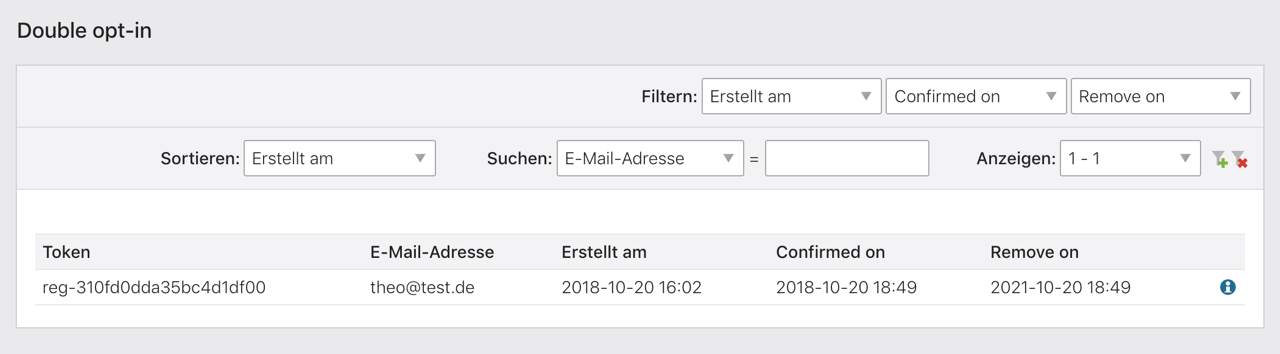 Double opt-in
Filtern: Erstellt am Confirmed on Remove on
Sortieren: Erstellt am Suchen: E-Mail-Adresse = Anzeigen: 1 - 1
Token E-Mail-Adresse Erstellt am Confirmed on Remove on
reg-310fd0dda35bc4d1df00 theo@test.de 2018-10-20 16:02 2018-10-20 18:49 2021-10-20 18:49